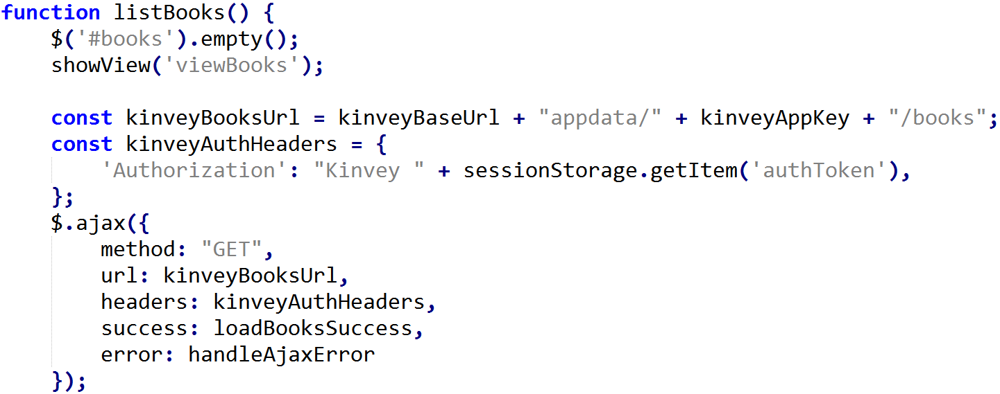 function listBooks() {
    $('#books').empty();
    showView('viewBooks');

    const kinveyBooksUrl = kinveyBaseUrl + "appdata/" + kinveyAppKey + "/books";
    const kinveyAuthHeaders = {
        'Authorization': "Kinvey " + sessionStorage.getItem('authToken'),
    };
    $.ajax({
        method: "GET",
        url: kinveyBooksUrl,
        headers: kinveyAuthHeaders,
        success: loadBooksSuccess,
        error: handleAjaxError
    });